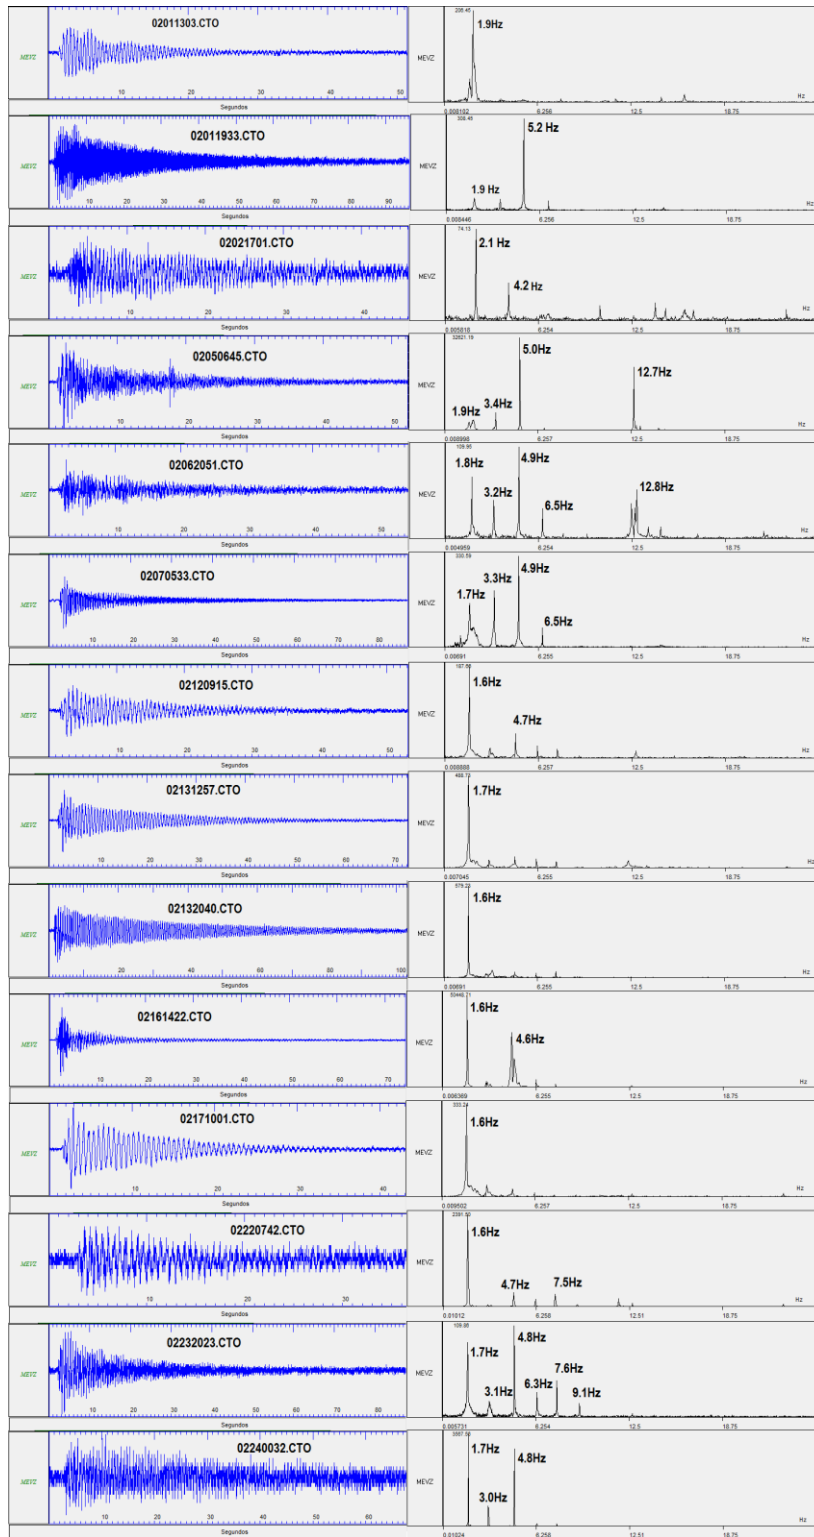 02011303.CTO
MEVZ
10 20 30 40 50
Segundos
206.46
1.9Hz
MEVZ
0.008192 6.256 12.5 18.75 Hz
02011933.CTO
MEVZ
10 20 30 40 50 60 70 80 90
Segundos
5.2 Hz
1.9 Hz
MEVZ
0.008446 6.256 12.5 18.75 Hz
02021701.CTO
MEVZ
10 20 30 40
Segundos
74.13
2.1 Hz
4.2 Hz
MEVZ
0.005818 6.254 12.5 18.75 Hz
02050645.CTO
MEVZ
10 20 30 40 50
Segundos
32621.19
5.0Hz
12.7Hz
3.4Hz
1.9Hz
MEVZ
0.008998 6.257 12.5 18.75 Hz
02062051.CTO
MEVZ
10 20 30 40 50
Segundos
109.95
4.9Hz
1.8Hz
12.8Hz
3.2Hz
6.5Hz
MEVZ
0.004959 6.254 12.5 18.75 Hz
02070533.CTO
MEVZ
10 20 30 40 50 60 70 80
Segundos
4.9Hz
3.3Hz
1.7Hz
6.5Hz
MEVZ
0.00691 6.255 12.5 18.75 Hz
02120915.CTO
MEVZ
10 20 30 40 50
Segundos
1.6Hz
4.7Hz
MEVZ
0.008888 6.257 12.5 18.75 Hz
02131257.CTO
MEVZ
10 20 30 40 50 60 70
Segundos
1.7Hz
MEVZ
0.007045 6.255 12.5 18.75 Hz
02132040.CTO
MEVZ
20 40 60 80 100
Segundos
579.23
1.6Hz
MEVZ
0.00691 6.255 12.5 18.75 Hz
02161422.CTO
MEVZ
10 20 30 40 50 60 70
Segundos
1.6Hz
4.6Hz
MEVZ
0.006369 6.255 12.5 18.75 Hz
02171001.CTO
MEVZ
10 20 30 40
Segundos
333.24
1.6Hz
MEVZ
0.009502 6.257 12.5 18.75 Hz
02220742.CTO
MEVZ
10 20 30
Segundos
1.6Hz
4.7Hz
7.5Hz
MEVZ
0.01012 6.258 12.51 18.75 Hz
02232023.CTO
MEVZ
10 20 30 40 50 60 70 80
Segundos
109.86
4.8Hz
1.7Hz
7.6Hz
3.1Hz
6.3Hz
9.1Hz
MEVZ
0.005731 6.254 12.5 18.75 Hz
02240032.CTO
MEVZ
10 20 30 40 50 60
Segundos
1.7Hz
4.8Hz
3.0Hz
MEVZ
0.01024 6.258 12.5 18.75 Hz